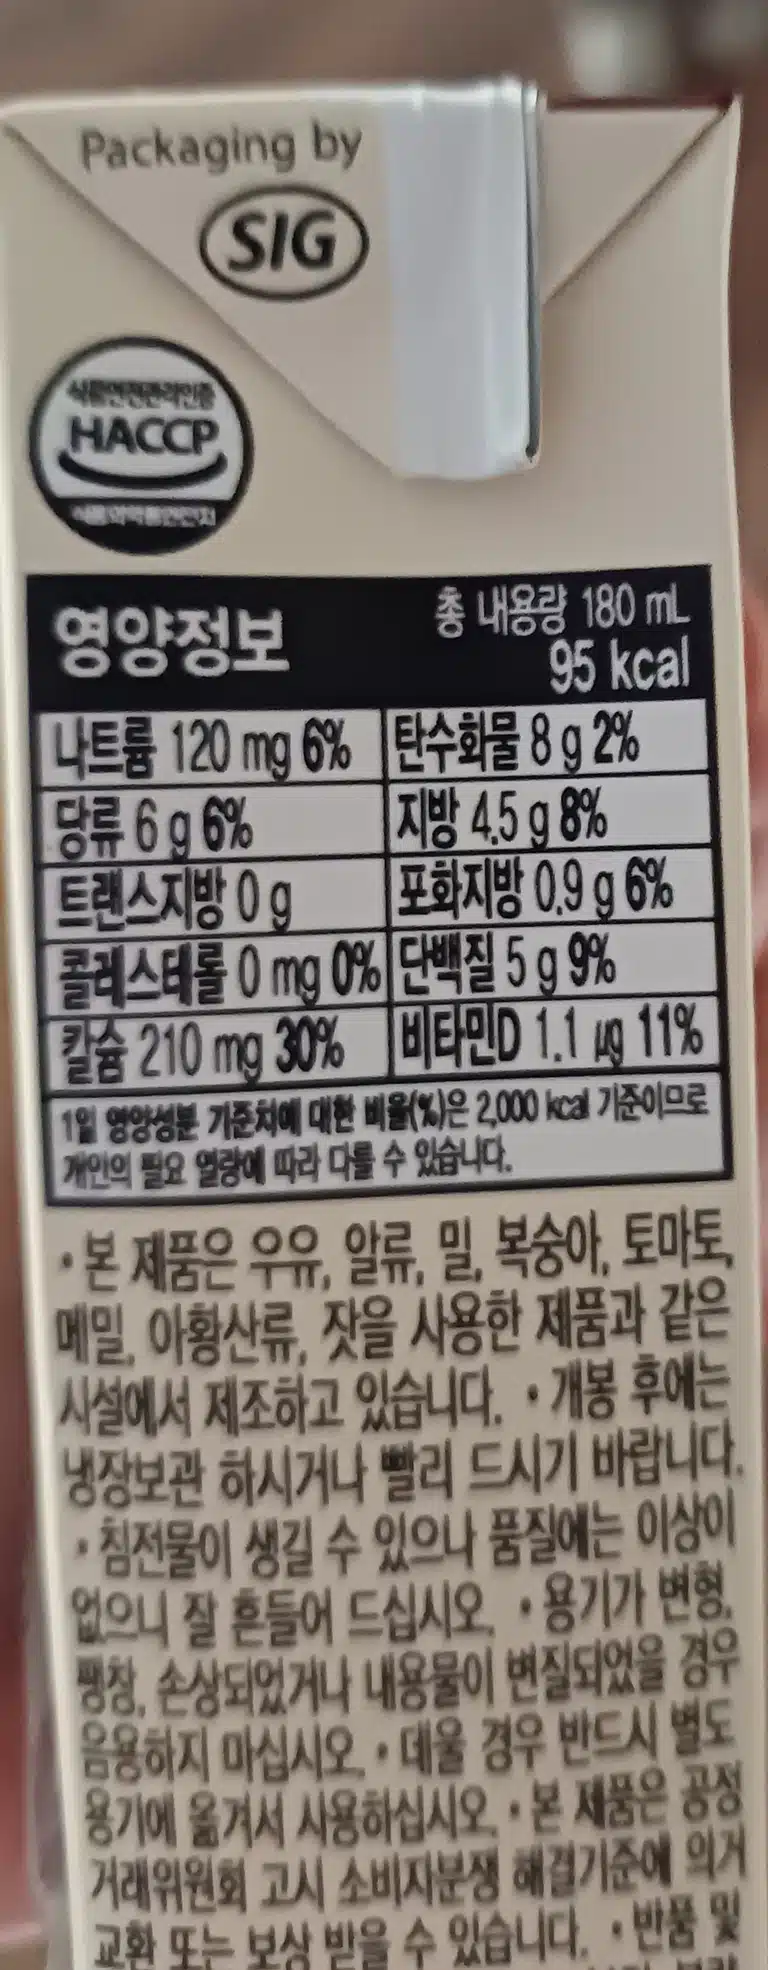 Packaging by
SIG
식품안전관리인증
HACCP
영양정보
총 내용량 180 mL
95 kcal
나트륨 120 mg 6% 탄수화물 8 g 2%
당류 6 g 6% 지방 4.5 g 8%
트랜스지방 0 g 포화지방 0.9 g 6%
콜레스테롤 0 mg 0% 단백질 5 g 9%
칼슘 210 mg 30% 비타민D 1.1 µg 11%
1일 영양성분 기준치에 대한 비율(%)은 2,000 kcal 기준이므로
개인의 필요 열량에 따라 다를 수 있습니다.
• 본 제품은 우유, 알류, 밀, 복숭아, 토마토,
메밀, 아황산류, 잣을 사용한 제품과 같은
시설에서 제조하고 있습니다. • 개봉 후에는
냉장보관 하시거나 빨리 드시기 바랍니다.
• 침전물이 생길 수 있으나 품질에는 이상이
없으니 잘 흔들어 드십시오. • 용기가 변형,
팽창, 손상되었거나 내용물이 변질되었을 경우
음용하지 마십시오. • 데울 경우 반드시 별도
용기에 옮겨서 사용하십시오. • 본 제품은 공정
거래위원회 고시 소비자분쟁 해결기준에 의거
교환 또는 보상 받을 수 있습니다. • 반품 및